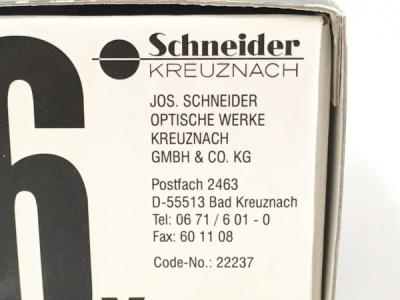 6
Schneider
KREUZNACH
JOS. SCHNEIDER
OPTISCHE WERKE
KREUZNACH
GMBH & CO. KG
Postfach 2463
D-55513 Bad Kreuznach
Tel: 06 71 / 6 01 - 0
Fax: 60 11 08
Code-No.: 22237